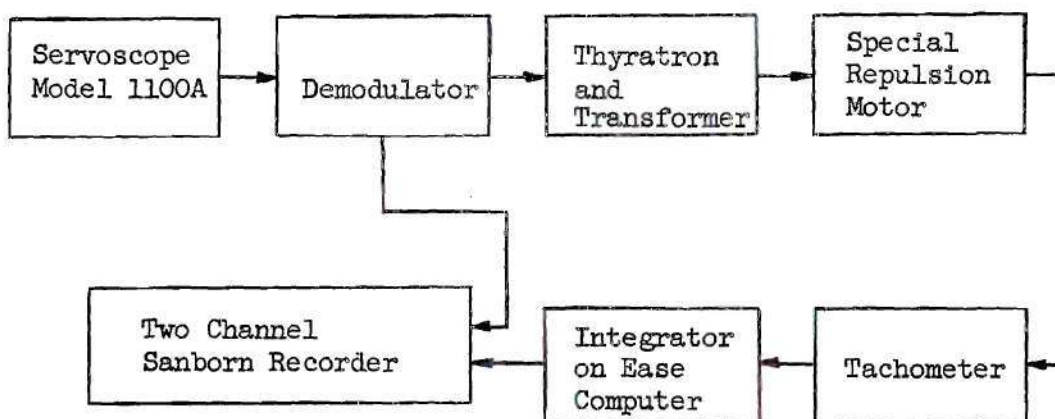 Servoscope
Model 1100A
Demodulator
Thyratron
and
Transformer
Special
Repulsion
Motor
Two Channel
Sanborn Recorder
Integrator
on Ease
Computer
Tachometer